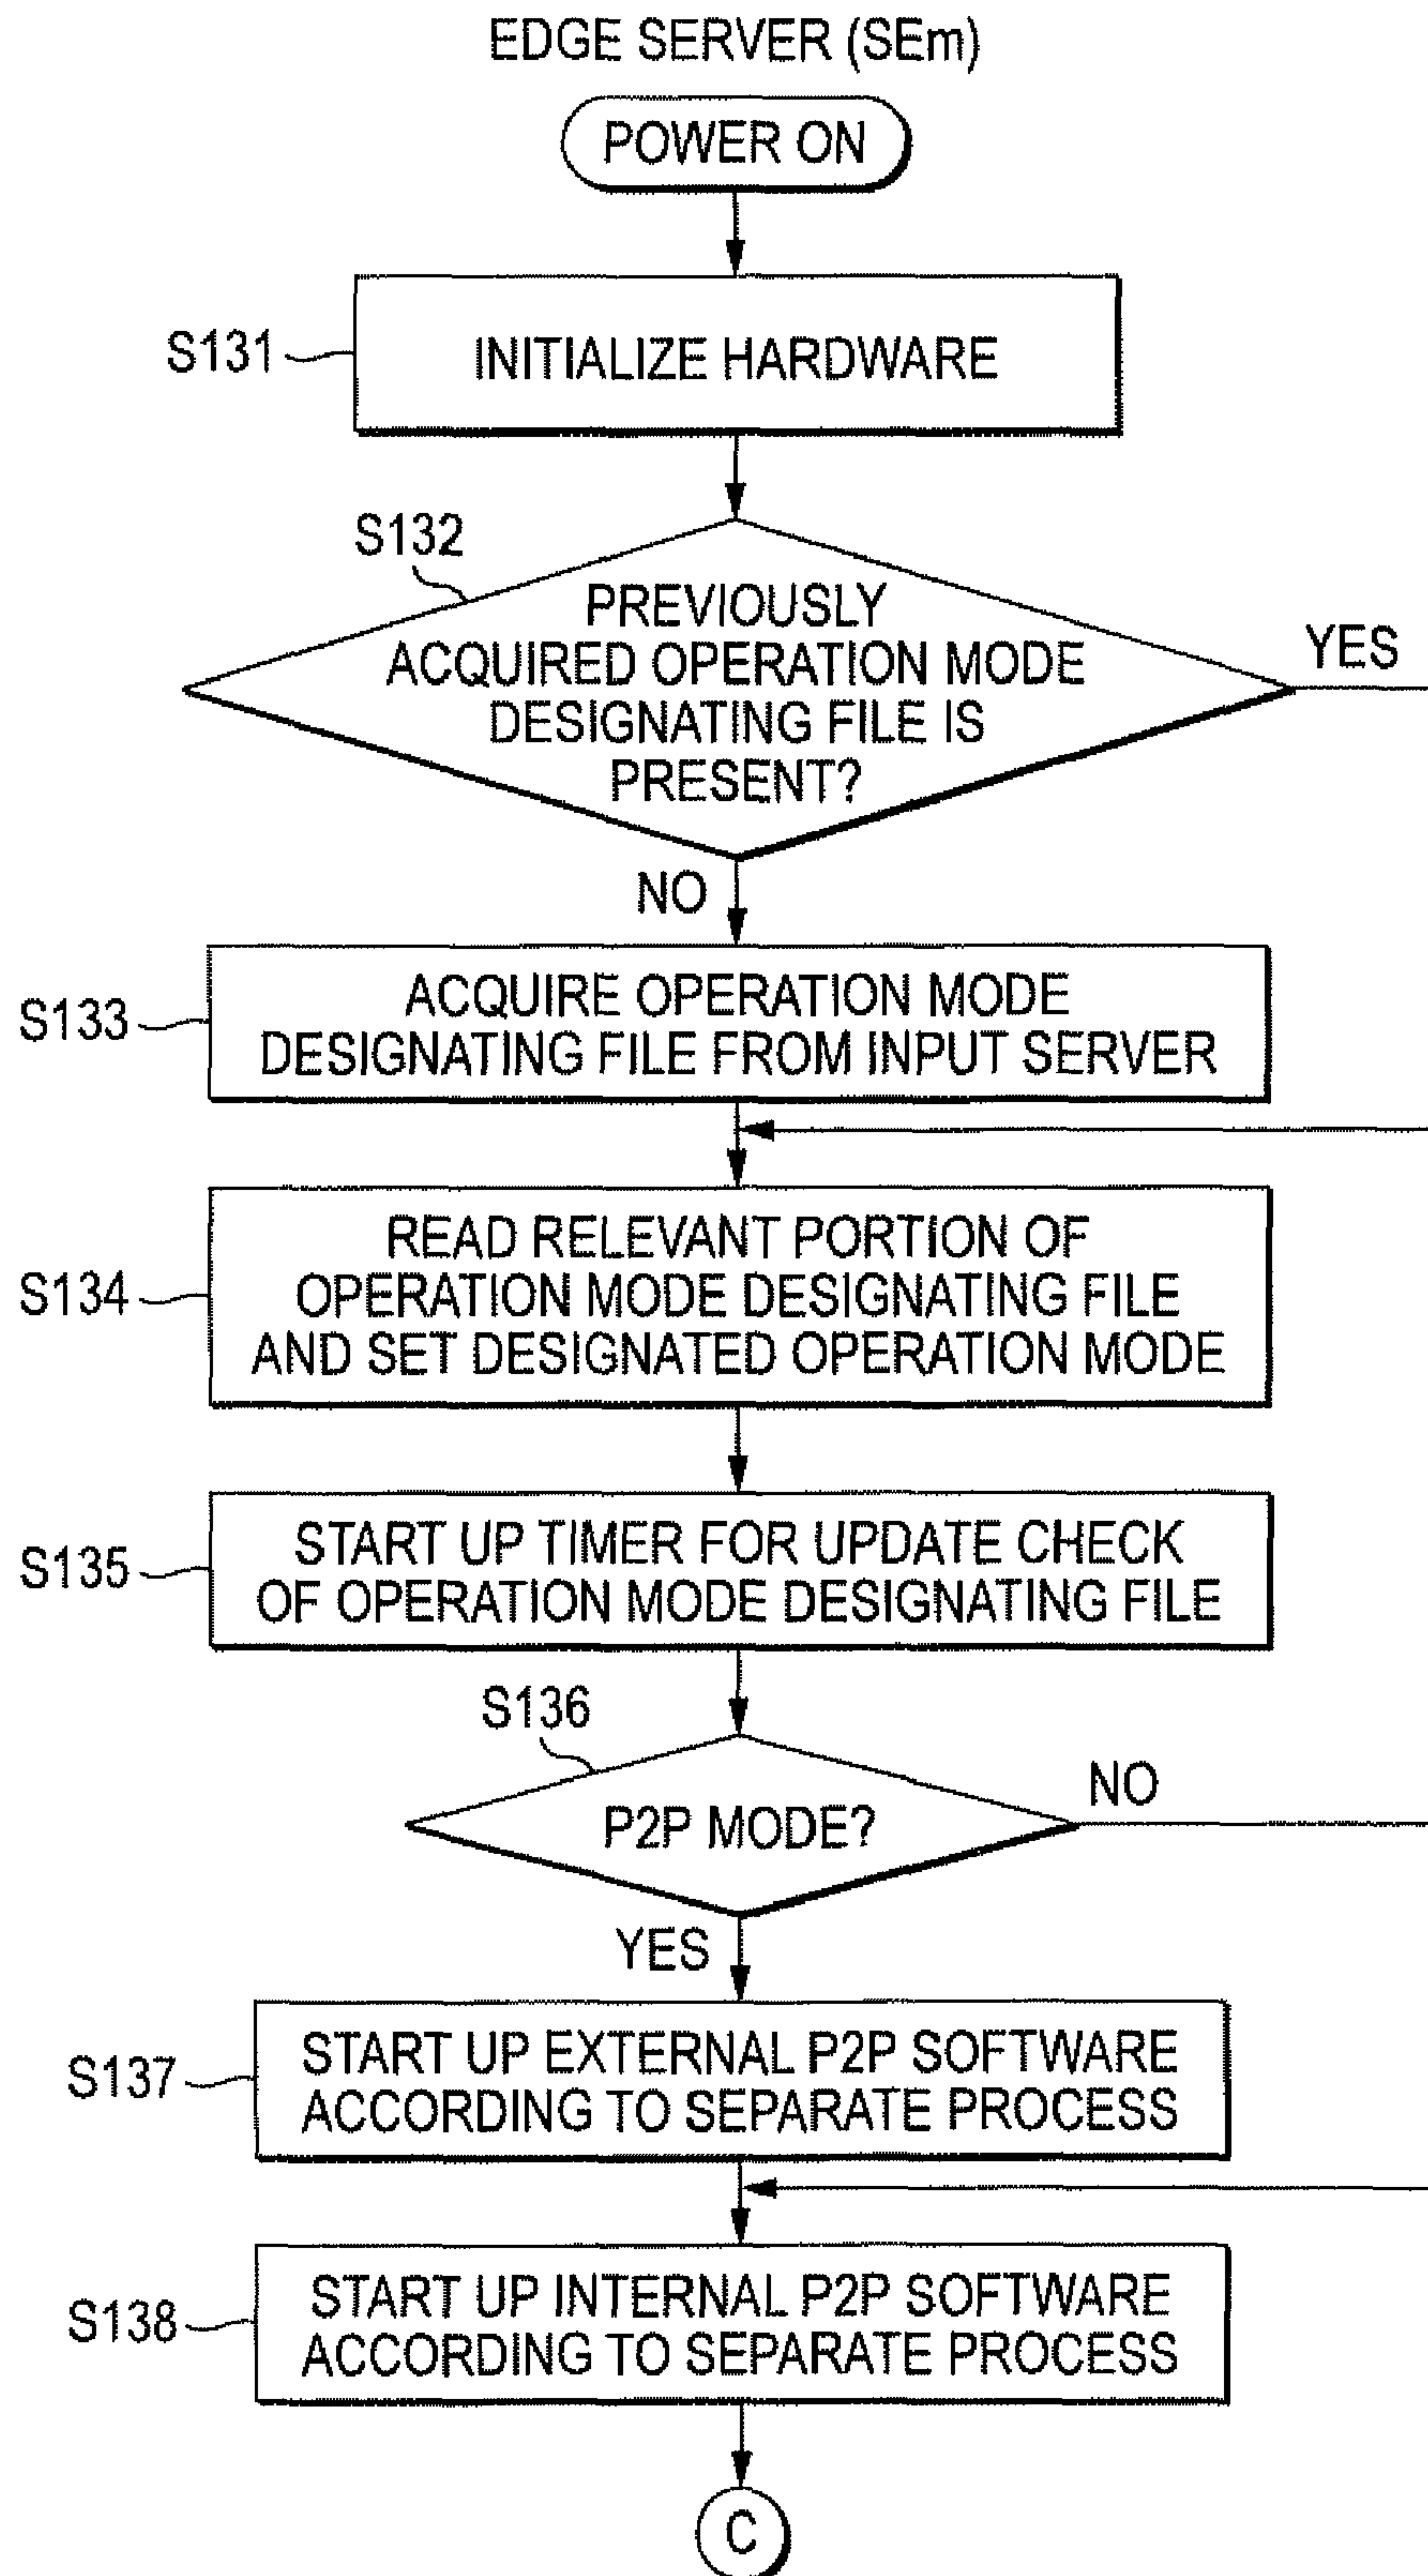 EDGE SERVER (SEm)
POWER ON
S131
INITIALIZE HARDWARE
S132
PREVIOUSLY
ACQUIRED OPERATION MODE
DESIGNATING FILE IS
PRESENT?
YES
NO
S133
ACQUIRE OPERATION MODE
DESIGNATING FILE FROM INPUT SERVER
S134
READ RELEVANT PORTION OF
OPERATION MODE DESIGNATING FILE
AND SET DESIGNATED OPERATION MODE
S135
START UP TIMER FOR UPDATE CHECK
OF OPERATION MODE DESIGNATING FILE
S136
P2P MODE?
NO
YES
S137
START UP EXTERNAL P2P SOFTWARE
ACCORDING TO SEPARATE PROCESS
S138
START UP INTERNAL P2P SOFTWARE
ACCORDING TO SEPARATE PROCESS
C